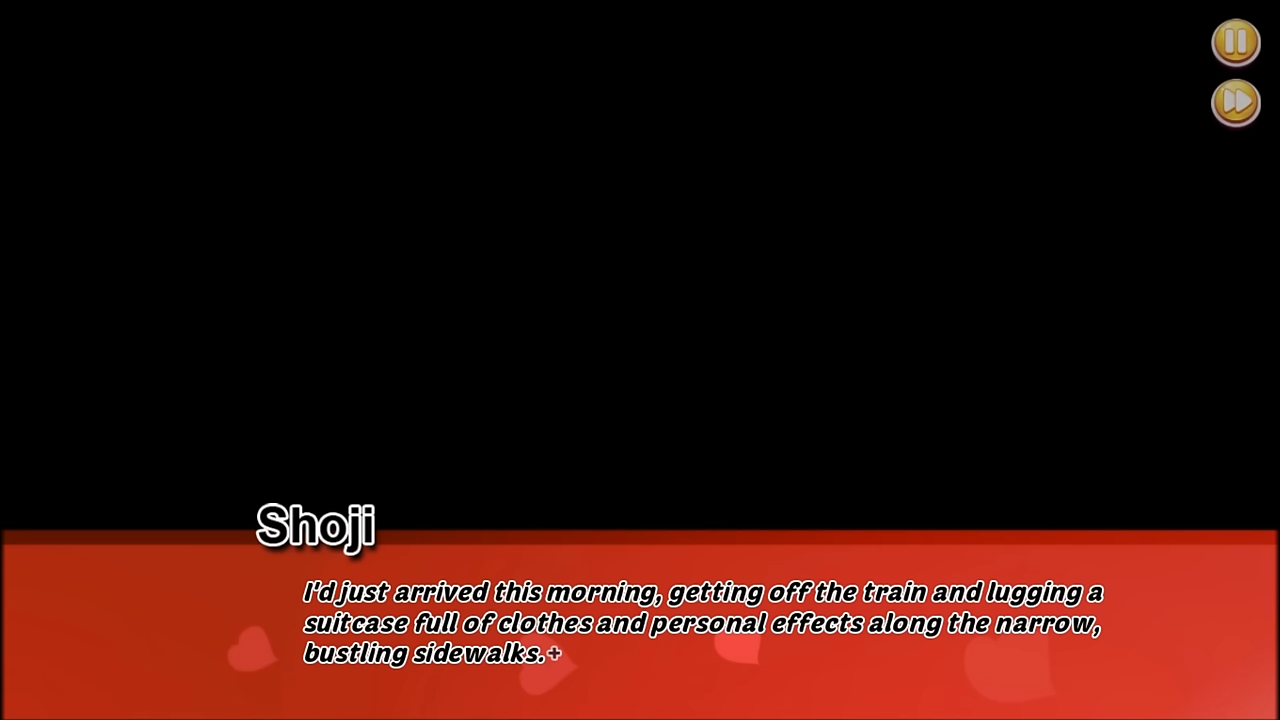 Shoji
I'd just arrived this morning, getting off the train and lugging a
suitcase full of clothes and personal effects along the narrow,
bustling sidewalks.+